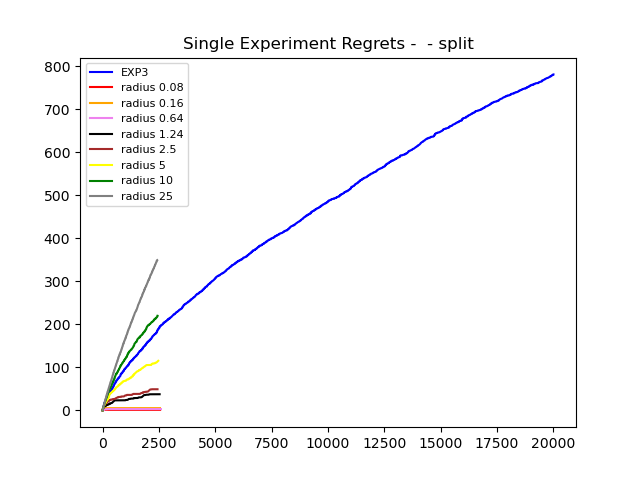 Single Experiment Regrets -  - split
800
700
600
500
400
300
200
100
0
EXP3
radius 0.08
radius 0.16
radius 0.64
radius 1.24
radius 2.5
radius 5
radius 10
radius 25
0 2500 5000 7500 10000 12500 15000 17500 20000